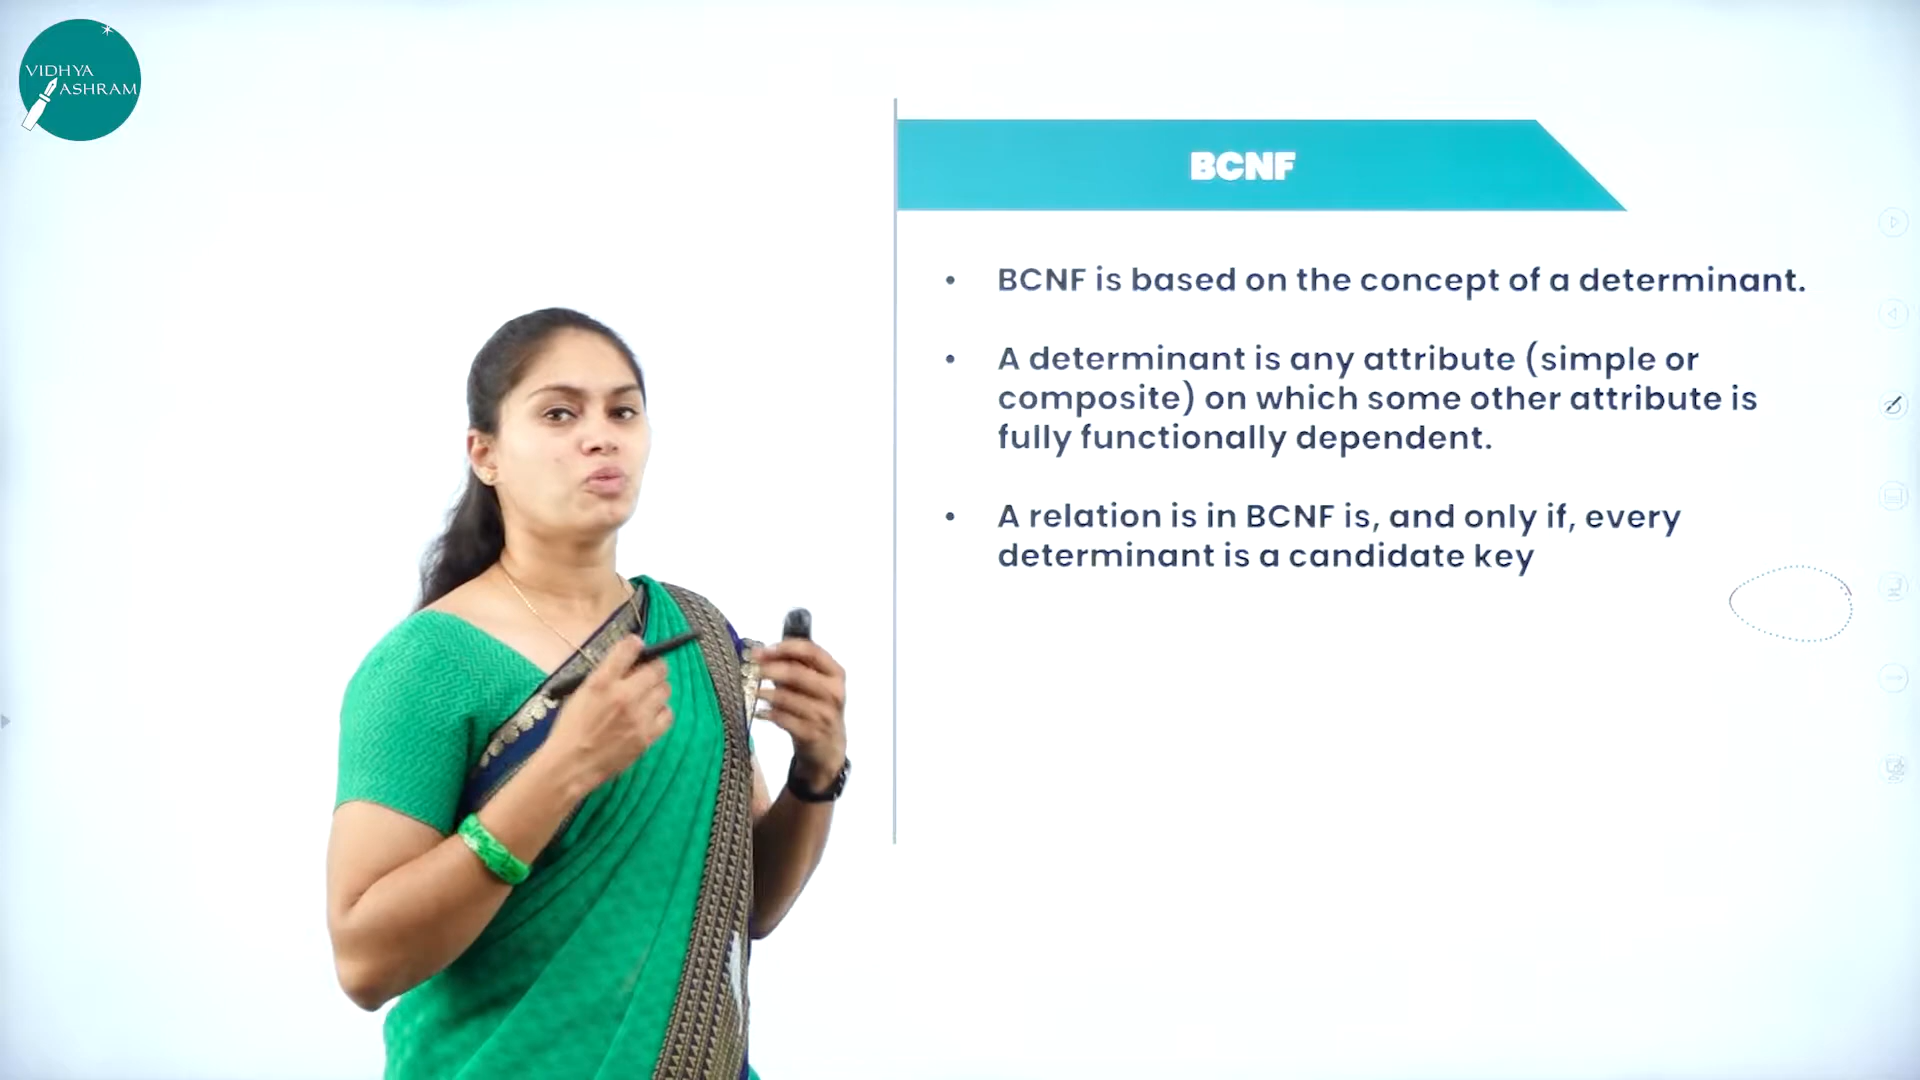 VIDHYA
ASHRAM
BCNF
• BCNF is based on the concept of a determinant.
• A determinant is any attribute (simple or
composite) on which some other attribute is
fully functionally dependent.
• A relation is in BCNF is, and only if, every
determinant is a candidate key